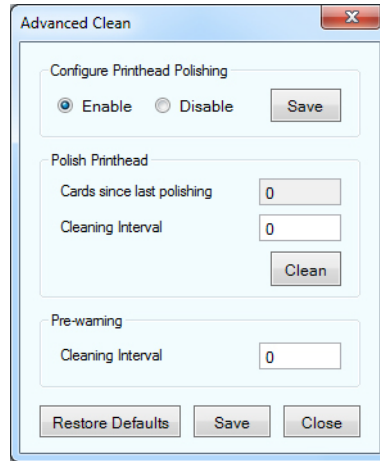 Advanced Clean
Configure Printhead Polishing
Enable Disable Save
Polish Printhead
Cards since last polishing 0
Cleaning Interval 0
Clean
Pre-warning
Cleaning Interval 0
Restore Defaults Save Close